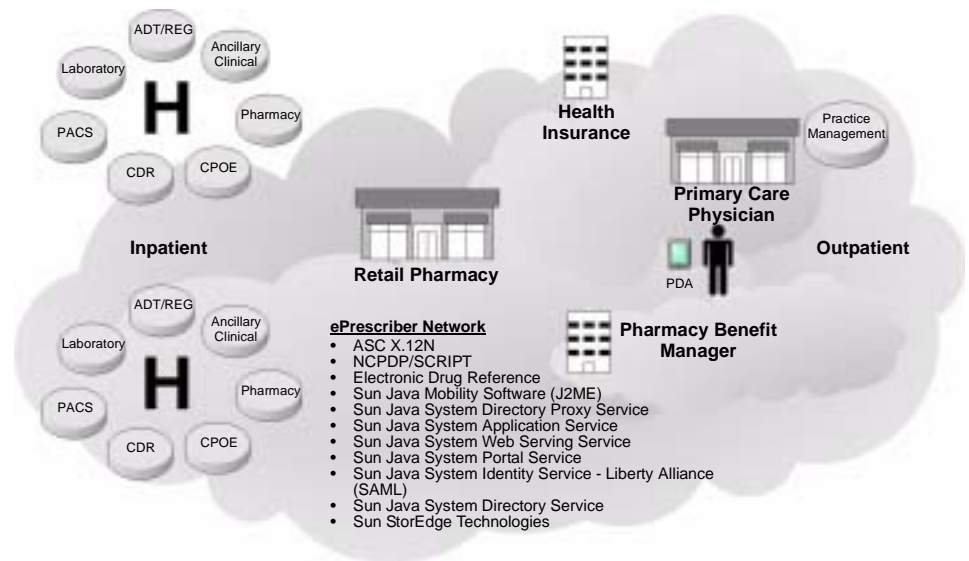 ADT/REG
Ancillary
Clinical
Laboratory
H
Pharmacy
PACS
CDR
CPOE
Health
Insurance
Practice
Management
Primary Care
Physician
Inpatient
Retail Pharmacy
Outpatient
PDA
ADT/REG
Ancillary
Clinical
Laboratory
H
Pharmacy
PACS
CDR
CPOE
Pharmacy Benefit
Manager
ePrescriber Network
• ASC X.12N
• NCPDP/SCRIPT
• Electronic Drug Reference
• Sun Java Mobility Software (J2ME)
• Sun Java System Directory Proxy Service
• Sun Java System Application Service
• Sun Java System Web Serving Service
• Sun Java System Portal Service
• Sun Java System Identity Service - Liberty Alliance
(SAML)
• Sun Java System Directory Service
• Sun StorEdge Technologies